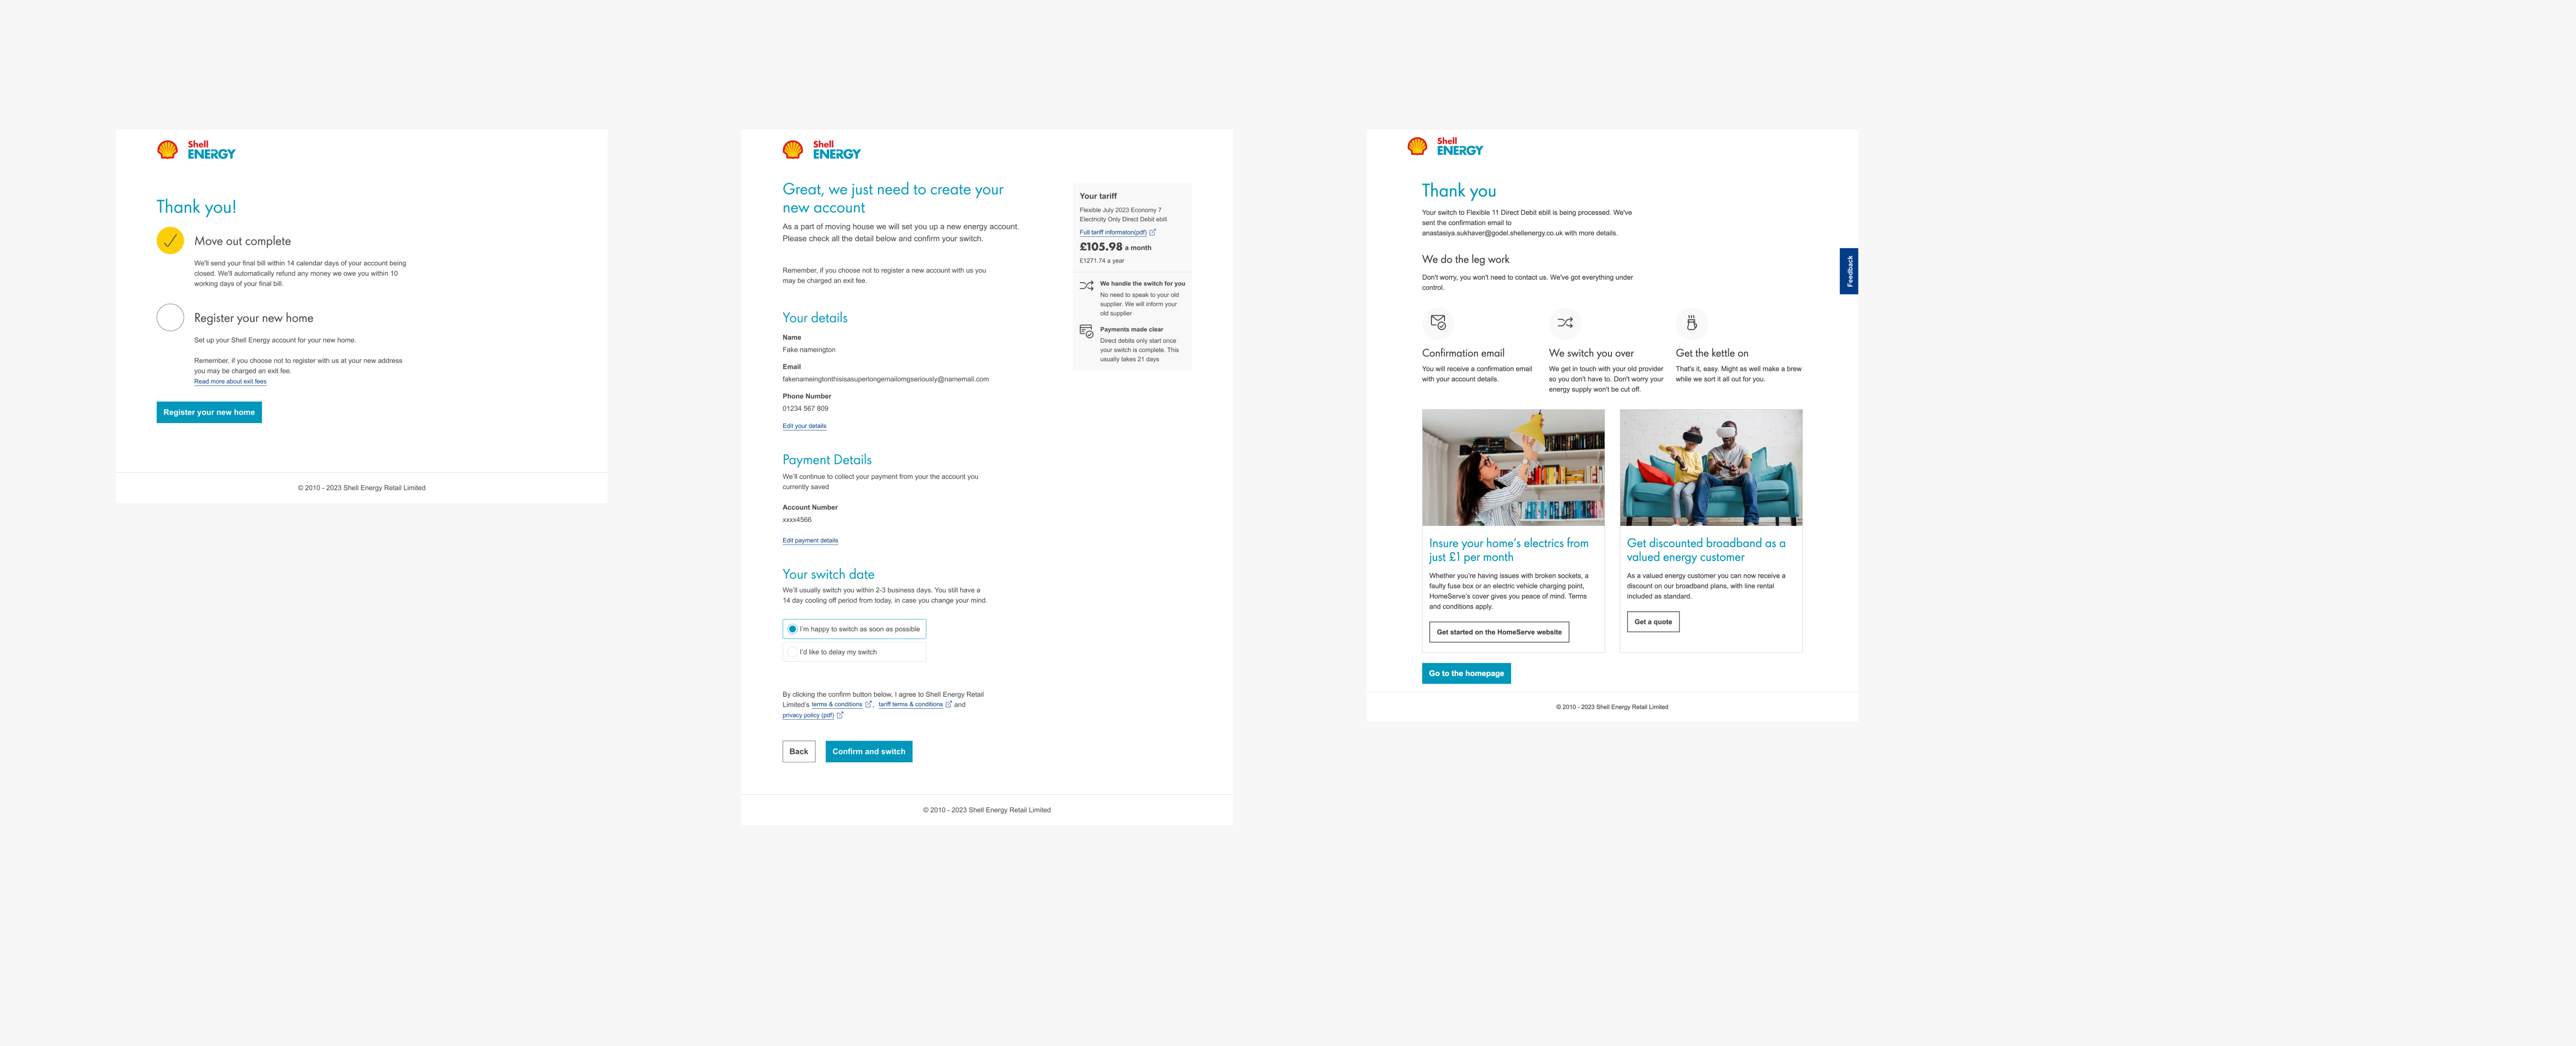 Shell
ENERGY
Thank you!
Move out complete
We'll send your final bill within 14 calendar days of your account being
closed. We'll automatically refund any money we owe you within 10
working days of your final bill.
Register your new home
Set up your Shell Energy account for your new home.
Remember, if you choose not to register with us at your new address
you may be charged an exit fee.
Read more about exit fees
Register your new home
© 2010 - 2023 Shell Energy Retail Limited
Shell
ENERGY
Great, we just need to create your
new account
As a part of moving house we will set you up a new energy account.
Please check all the detail below and confirm your switch.
Remember, if you choose not to register a new account with us you
may be charged an exit fee.
Your details
Name
Fake nameington
Email
fakenameingtonthisisasuperlongemailomgseriously@namemail.com
Phone Number
01234 567 809
Edit your details
Payment Details
We'll continue to collect your payment from your the account you
currently saved
Account Number
xxxx4566
Edit payment details
Your switch date
We'll usually switch you within 2-3 business days. You still have a
14 day cooling off period from today, in case you change your mind.
I'm happy to switch as soon as possible
I'd like to delay my switch
By clicking the confirm button below, I agree to Shell Energy Retail
Limited's terms & conditions, tariff terms & conditions and
privacy policy (pdf)
Back
Confirm and switch
© 2010 - 2023 Shell Energy Retail Limited
Your tariff
Flexible July 2023 Economy 7
Electricity Only Direct Debit ebill
Full tariff informaton(pdf)
£105.98 a month
£1271.74 a year
We handle the switch for you
No need to speak to your old
supplier. We will inform your
old supplier
Payments made clear
Direct debits only start once
your switch is complete. This
usually takes 21 days
Shell
ENERGY
Thank you
Your switch to Flexible 11 Direct Debit ebill is being processed. We've
sent the confirmation email to
anastasiya.sukhaver@godel.shellenergy.co.uk with more details.
We do the leg work
Don't worry, you won't need to contact us. We've got everything under
control.
Feedback
Confirmation email
You will receive a confirmation email
with your account details.
We switch you over
We get in touch with your old provider
so you don't have to. Don't worry your
energy supply won't be cut off.
Get the kettle on
That's it, easy. Might as well make a brew
while we sort it all out for you.
Insure your home's electrics from
just £1 per month
Whether you're having issues with broken sockets, a
faulty fuse box or an electric vehicle charging point,
HomeServe's cover gives you peace of mind. Terms
and conditions apply.
Get started on the HomeServe website
Get discounted broadband as a
valued energy customer
As a valued energy customer you can now receive a
discount on our broadband plans, with line rental
included as standard.
Get a quote
Go to the homepage
© 2010 - 2023 Shell Energy Retail Limited